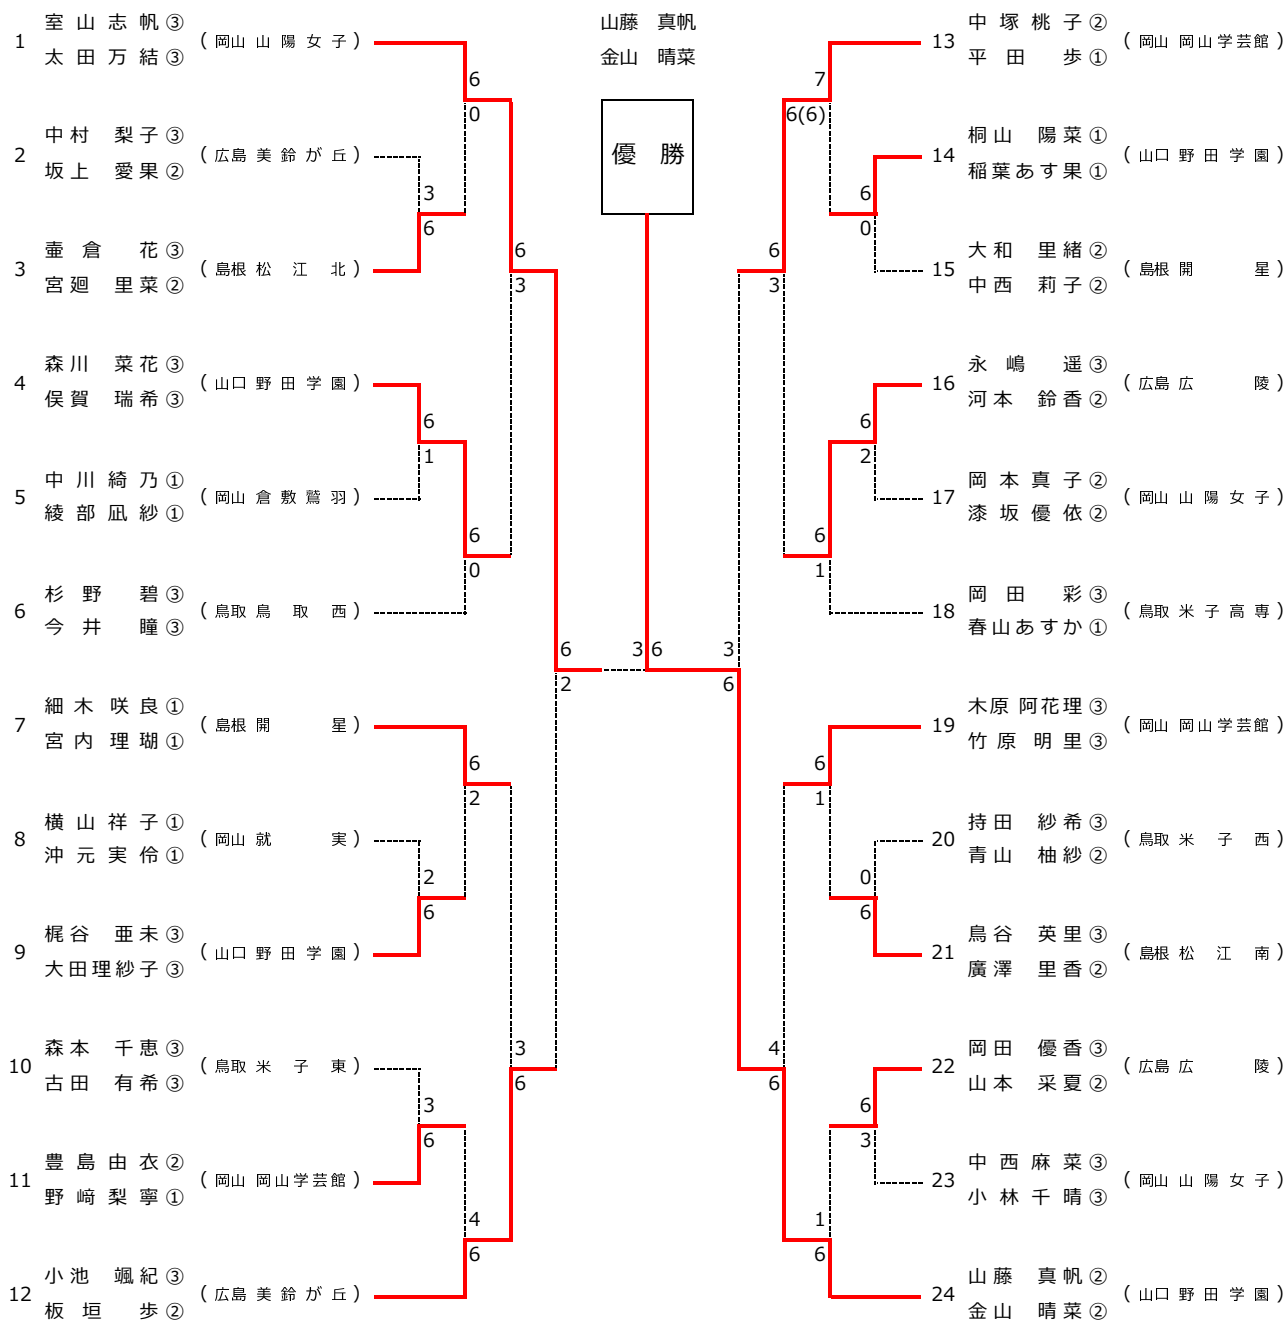 山藤 真帆
金山 晴菜
優 勝
1 室山志帆③ (岡山 山陽女子)
太田万結③
2 中村 梨子③ (広島 美鈴が丘)
坂上 愛果②
3 壷倉 花③ (島根 松江北)
宮廻 里菜②
4 森川 菜花③ (山口 野田学園)
俣賀 瑞希③
5 中川綺乃① (岡山 倉敷鷲羽)
綾部凪紗①
6 杉野 碧③ (鳥取 鳥取西)
今井 瞳③
7 細木咲良① (島根 開星)
宮内理瑚①
8 横山祥子① (岡山 就実)
沖元実伶①
9 梶谷 亜未③ (山口 野田学園)
大田理紗子③
10 森本 千恵③ (鳥取 米子東)
古田 有希③
11 豊島由衣② (岡山 岡山学芸館)
野﨑梨寧①
12 小池 颯紀③ (広島 美鈴が丘)
板垣 歩②
6
0
3
6
6
3
6
1
6
0
6
2
6
2
2
6
3
6
3
6
4
6
3 6
13 中塚桃子② (岡山 岡山学芸館)
平田 歩①
14 桐山 陽菜① (山口 野田学園)
稲葉あす果①
15 大和 里緒② (島根 開星)
中西 莉子②
16 永嶋 遥③ (広島 広陵)
河本 鈴香②
17 岡本真子② (岡山 山陽女子)
漆坂優依②
18 岡田 彩③ (鳥取 米子高専)
春山あすか①
19 木原 阿花理③ (岡山 岡山学芸館)
竹原 明里③
20 持田 紗希③ (鳥取 米子西)
青山 柚紗②
21 鳥谷 英里③ (島根 松江南)
廣澤 里香②
22 岡田 優香③ (広島 広陵)
山本 采夏②
23 中西麻菜③ (岡山 山陽女子)
小林千晴③
24 山藤 真帆② (山口 野田学園)
金山 晴菜②
7
6(6)
6
0
6
3
6
2
6
1
3
6
6
1
0
6
4
6
6
3
1
6